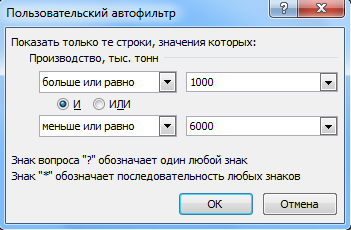 Пользовательский автофильтр
Показать только те строки, значения которых:
Производство, тыс. тонн
больше или равно 1000
И ИЛИ
меньше или равно 6000
Знак вопроса "?" обозначает один любой знак
Знак "*" обозначает последовательность любых знаков
ОК Отмена